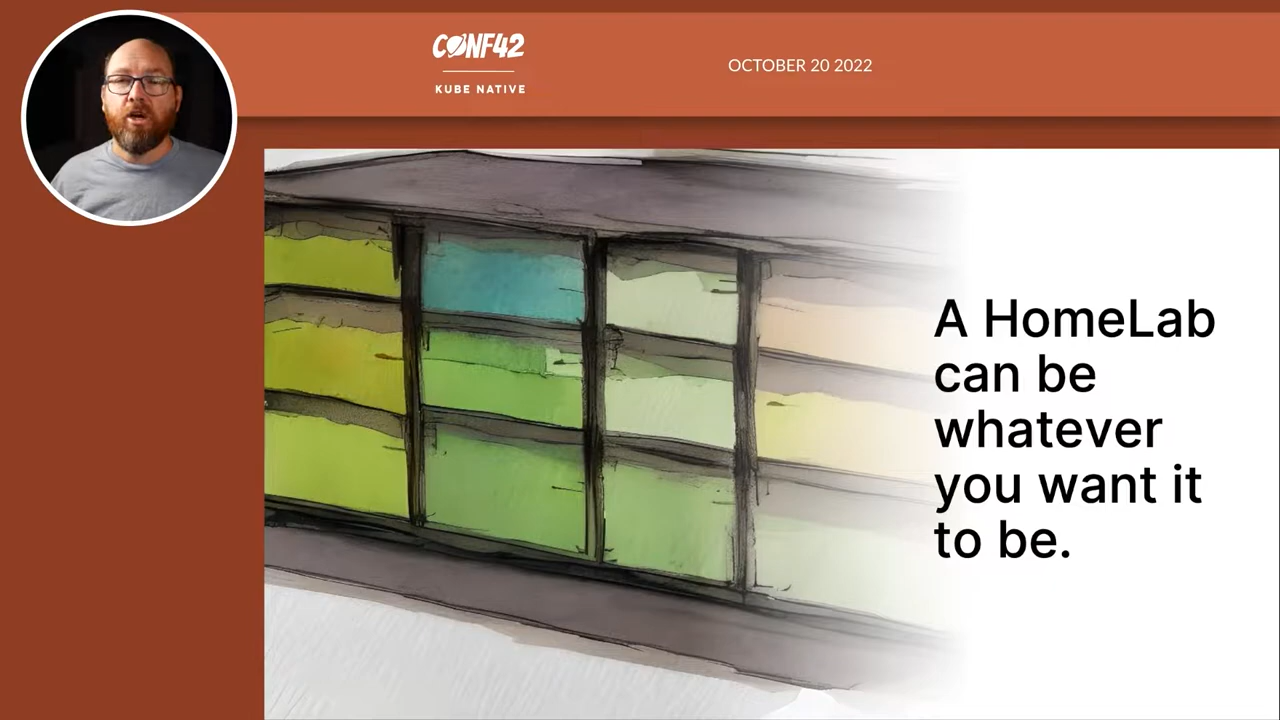 CONF42
KUBE NATIVE
OCTOBER 20 2022
A HomeLab
can be
whatever
you want it
to be.